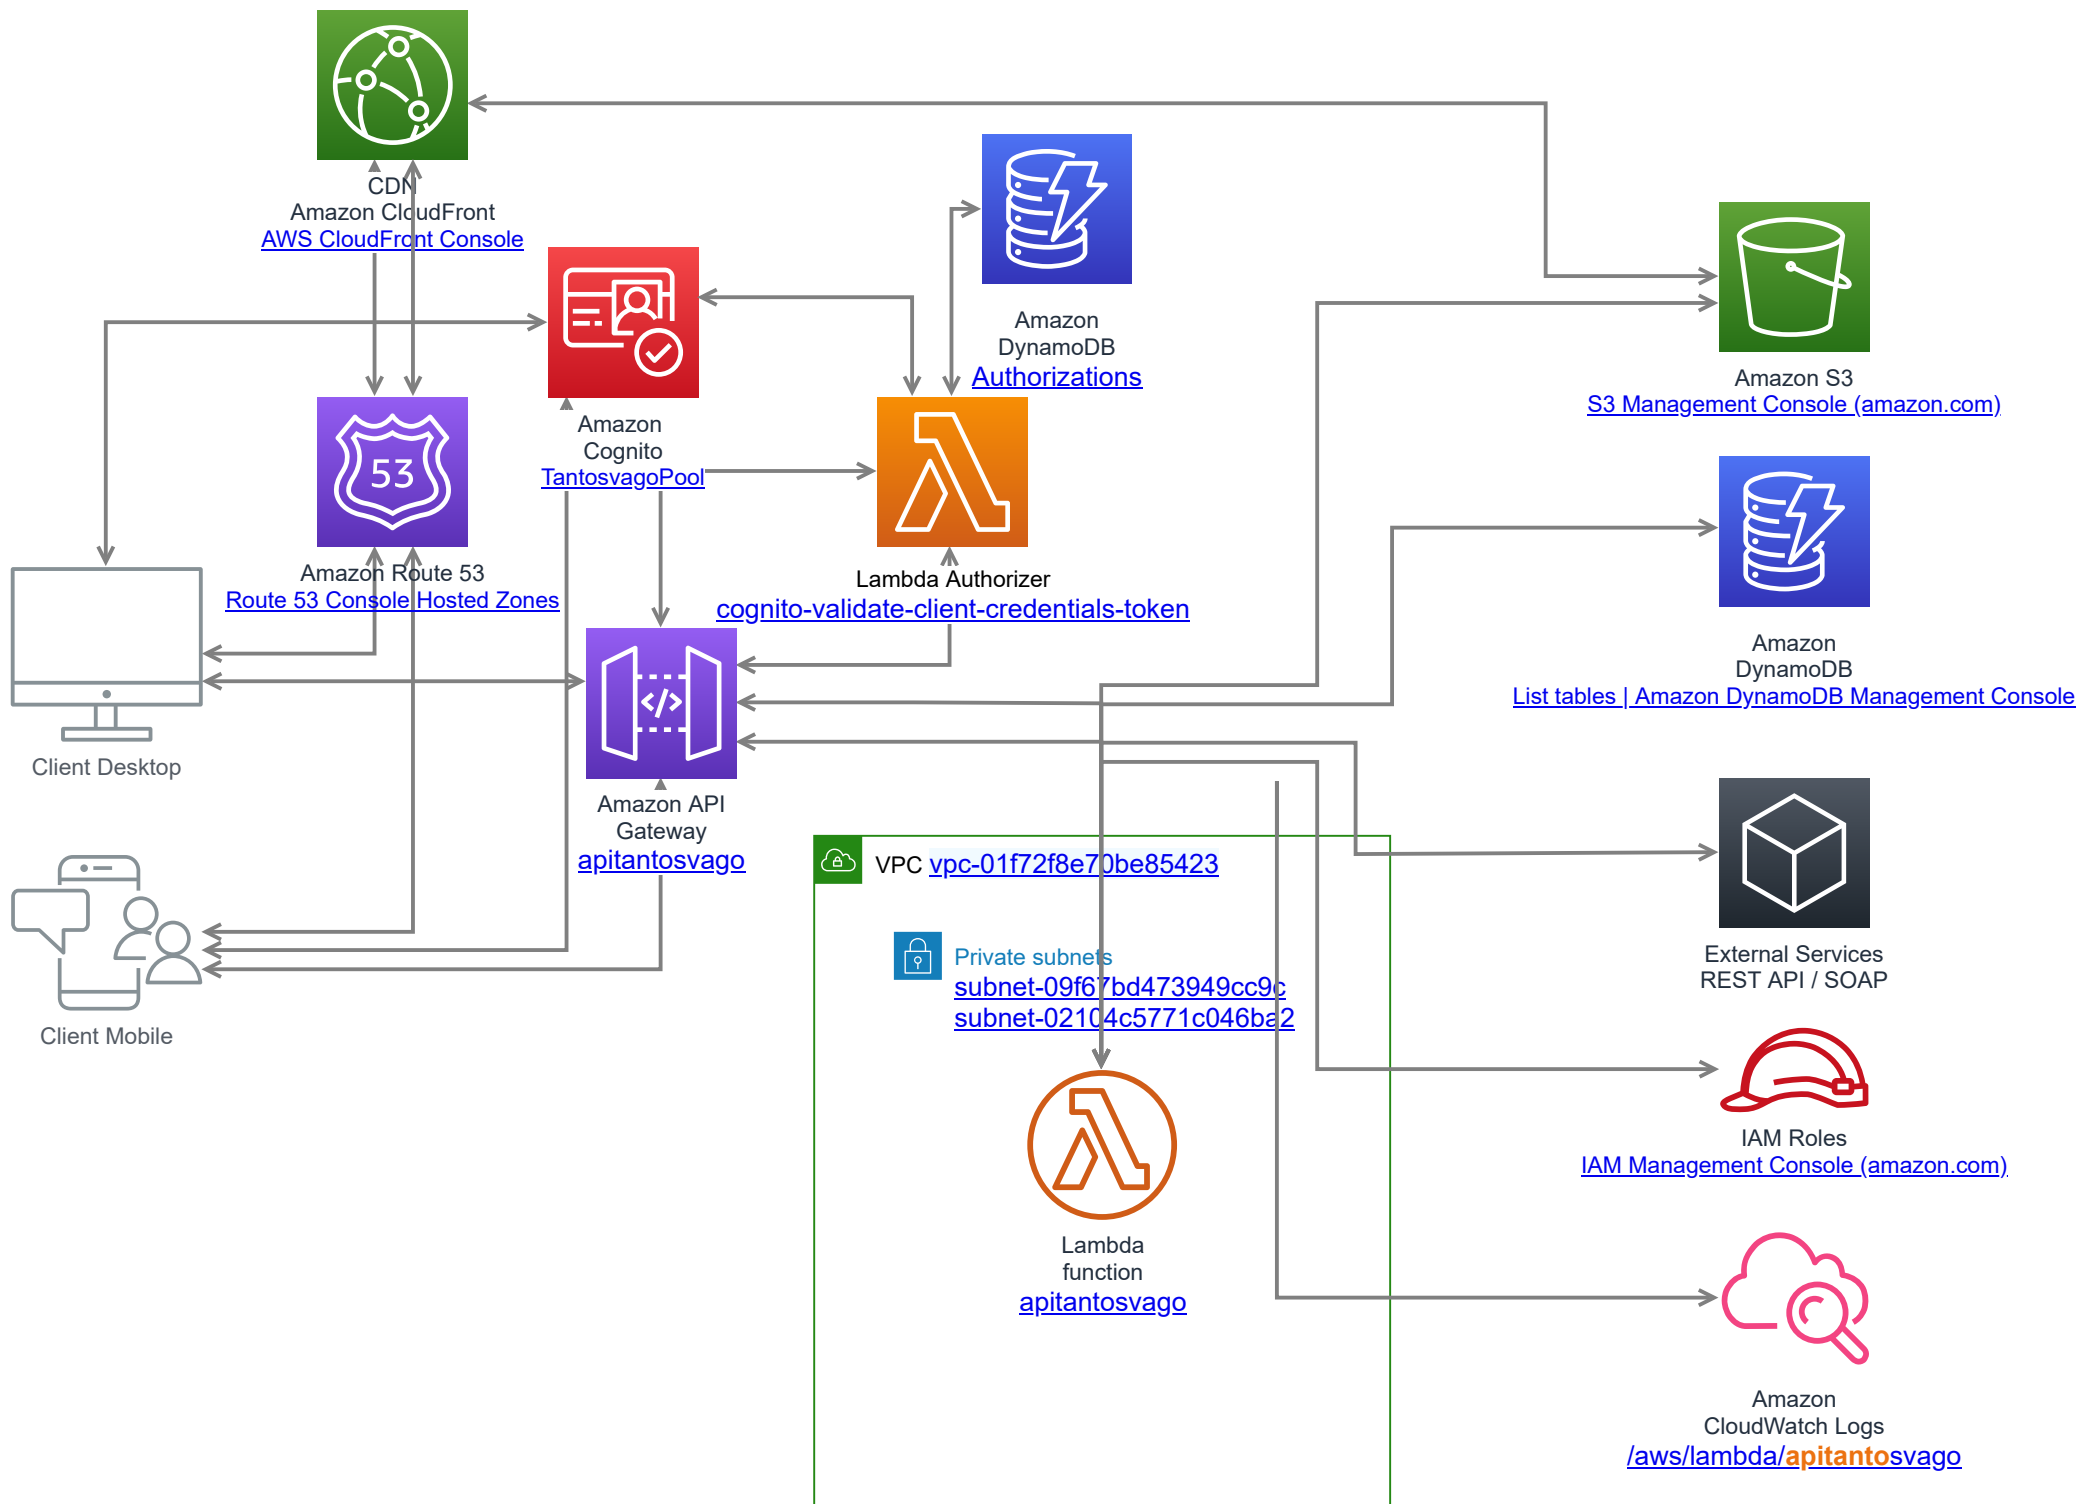 CDN
Amazon CloudFront
AWS CloudFront Console
Amazon
DynamoDB
Authorizations
Amazon S3
S3 Management Console (amazon.com)
Amazon
Cognito
TantosvagoPool
53
Amazon Route 53
Route 53 Console Hosted Zones
Lambda Authorizer
cognito-validate-client-credentials-token
Amazon
DynamoDB
List tables | Amazon DynamoDB Management Console
Client Desktop
</>
Amazon API
Gateway
apitantosvago
VPC vpc-01f72f8e70be85423
Private subnets
subnet-09f67bd473949cc9c
subnet-02104c5771c046ba2
External Services
REST API / SOAP
Client Mobile
IAM Roles
IAM Management Console (amazon.com)
Lambda
function
apitantosvago
Amazon
CloudWatch Logs
/aws/lambda/apitantosvago